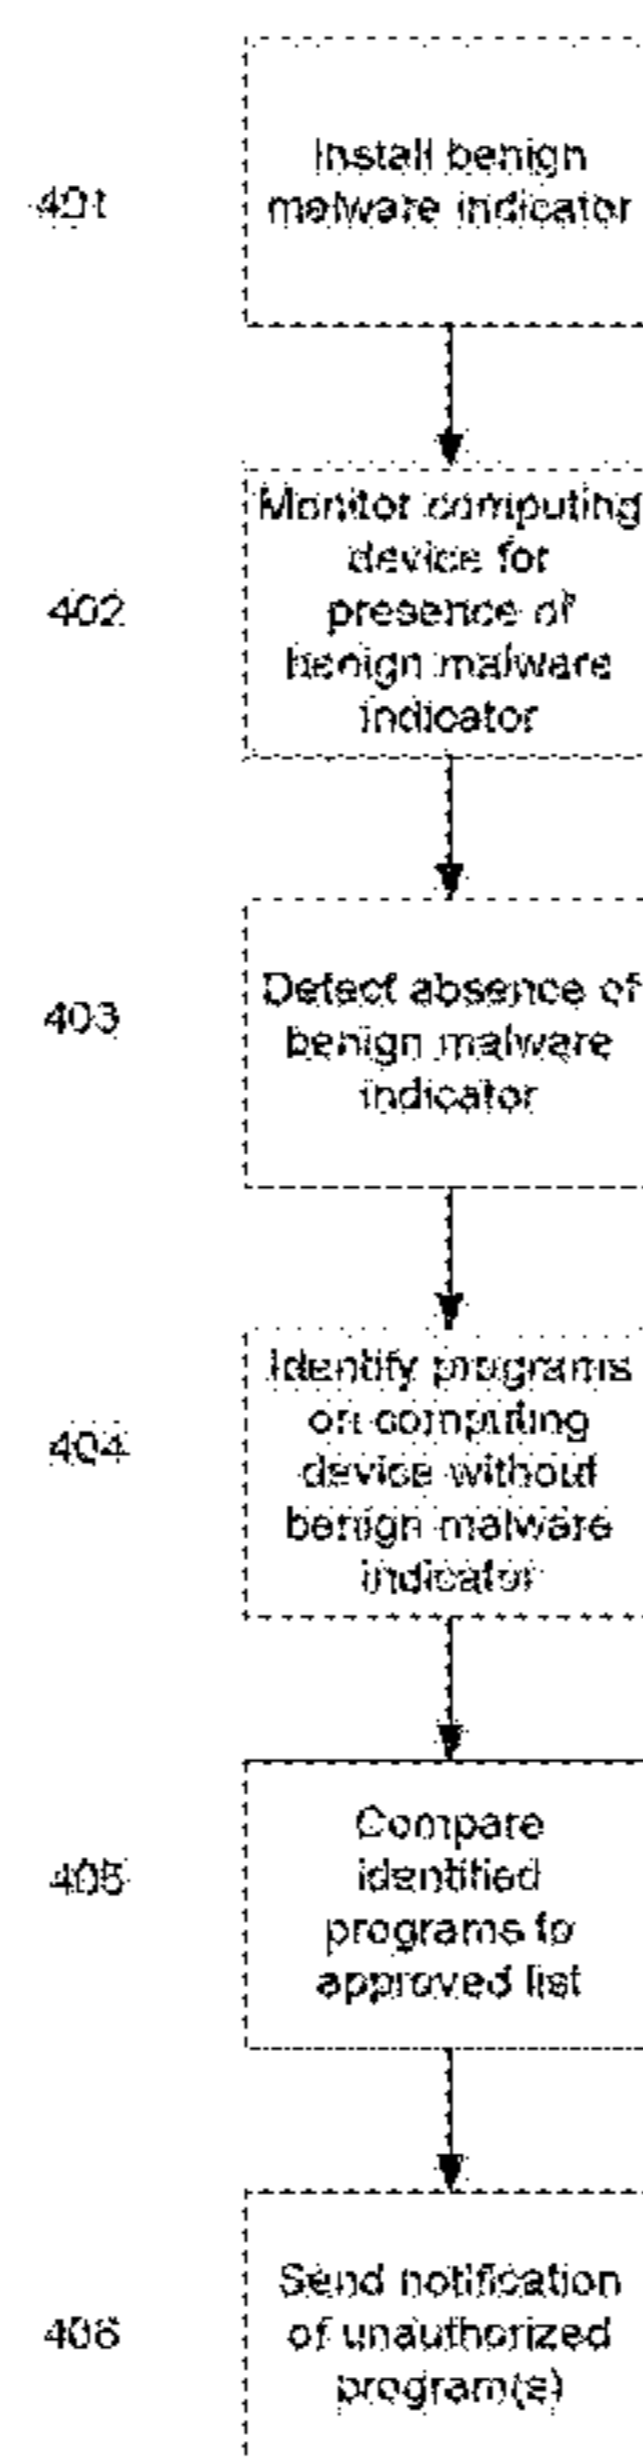 401
Install benign
malware indicator
402
Monitor computing
device for
presence of
benign malware
indicator
403
Detect absence of
benign malware
indicator
404
Identify programs
on computing
device without
benign malware
indicator
405
Compare
identified
programs to
approved list
406
Send notification
of unauthorized
program(s)